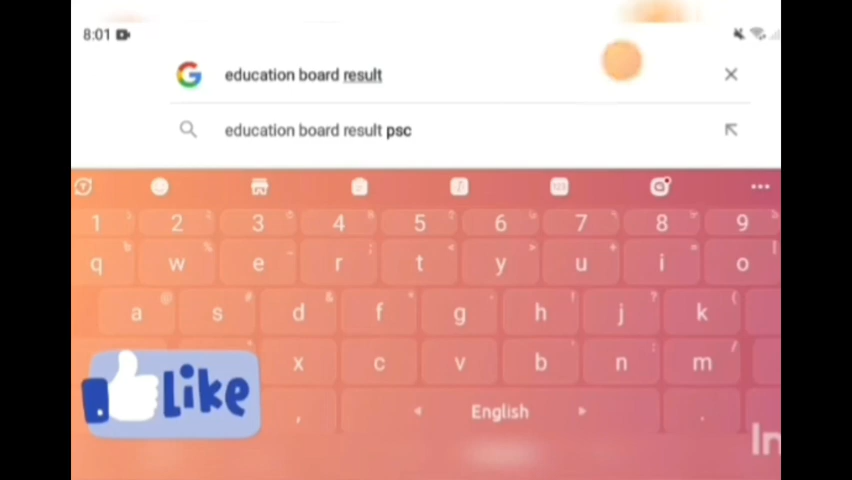 8:01
education board result
education board result psc
1 2 3 4 5 6 7 8 9
q w e r t y u i o
a s d f g h j k
x c v b n m
Like
, English .
In